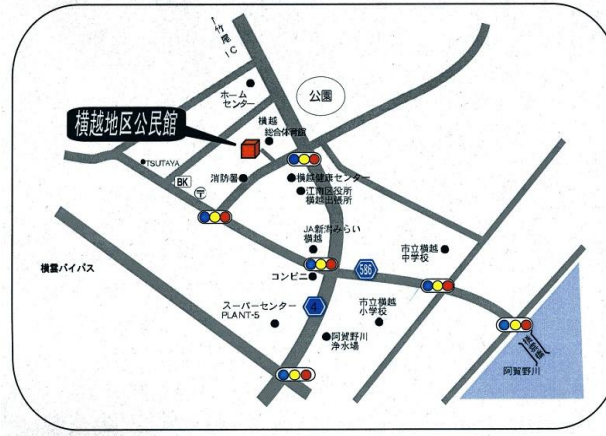 竹尾IC
ホーム
センター
公園
横越地区公民館
横越
総合体育館
TSUTAYA
BK
〒
消防署
横越健康センター
江南区役所
横越出張所
JA新潟みらい
横越
横雲バイパス
コンビニ
586
市立横越
中学校
スーパーセンター
PLANT-5
4
市立横越
小学校
阿賀野川
浄水場
阿賀野川